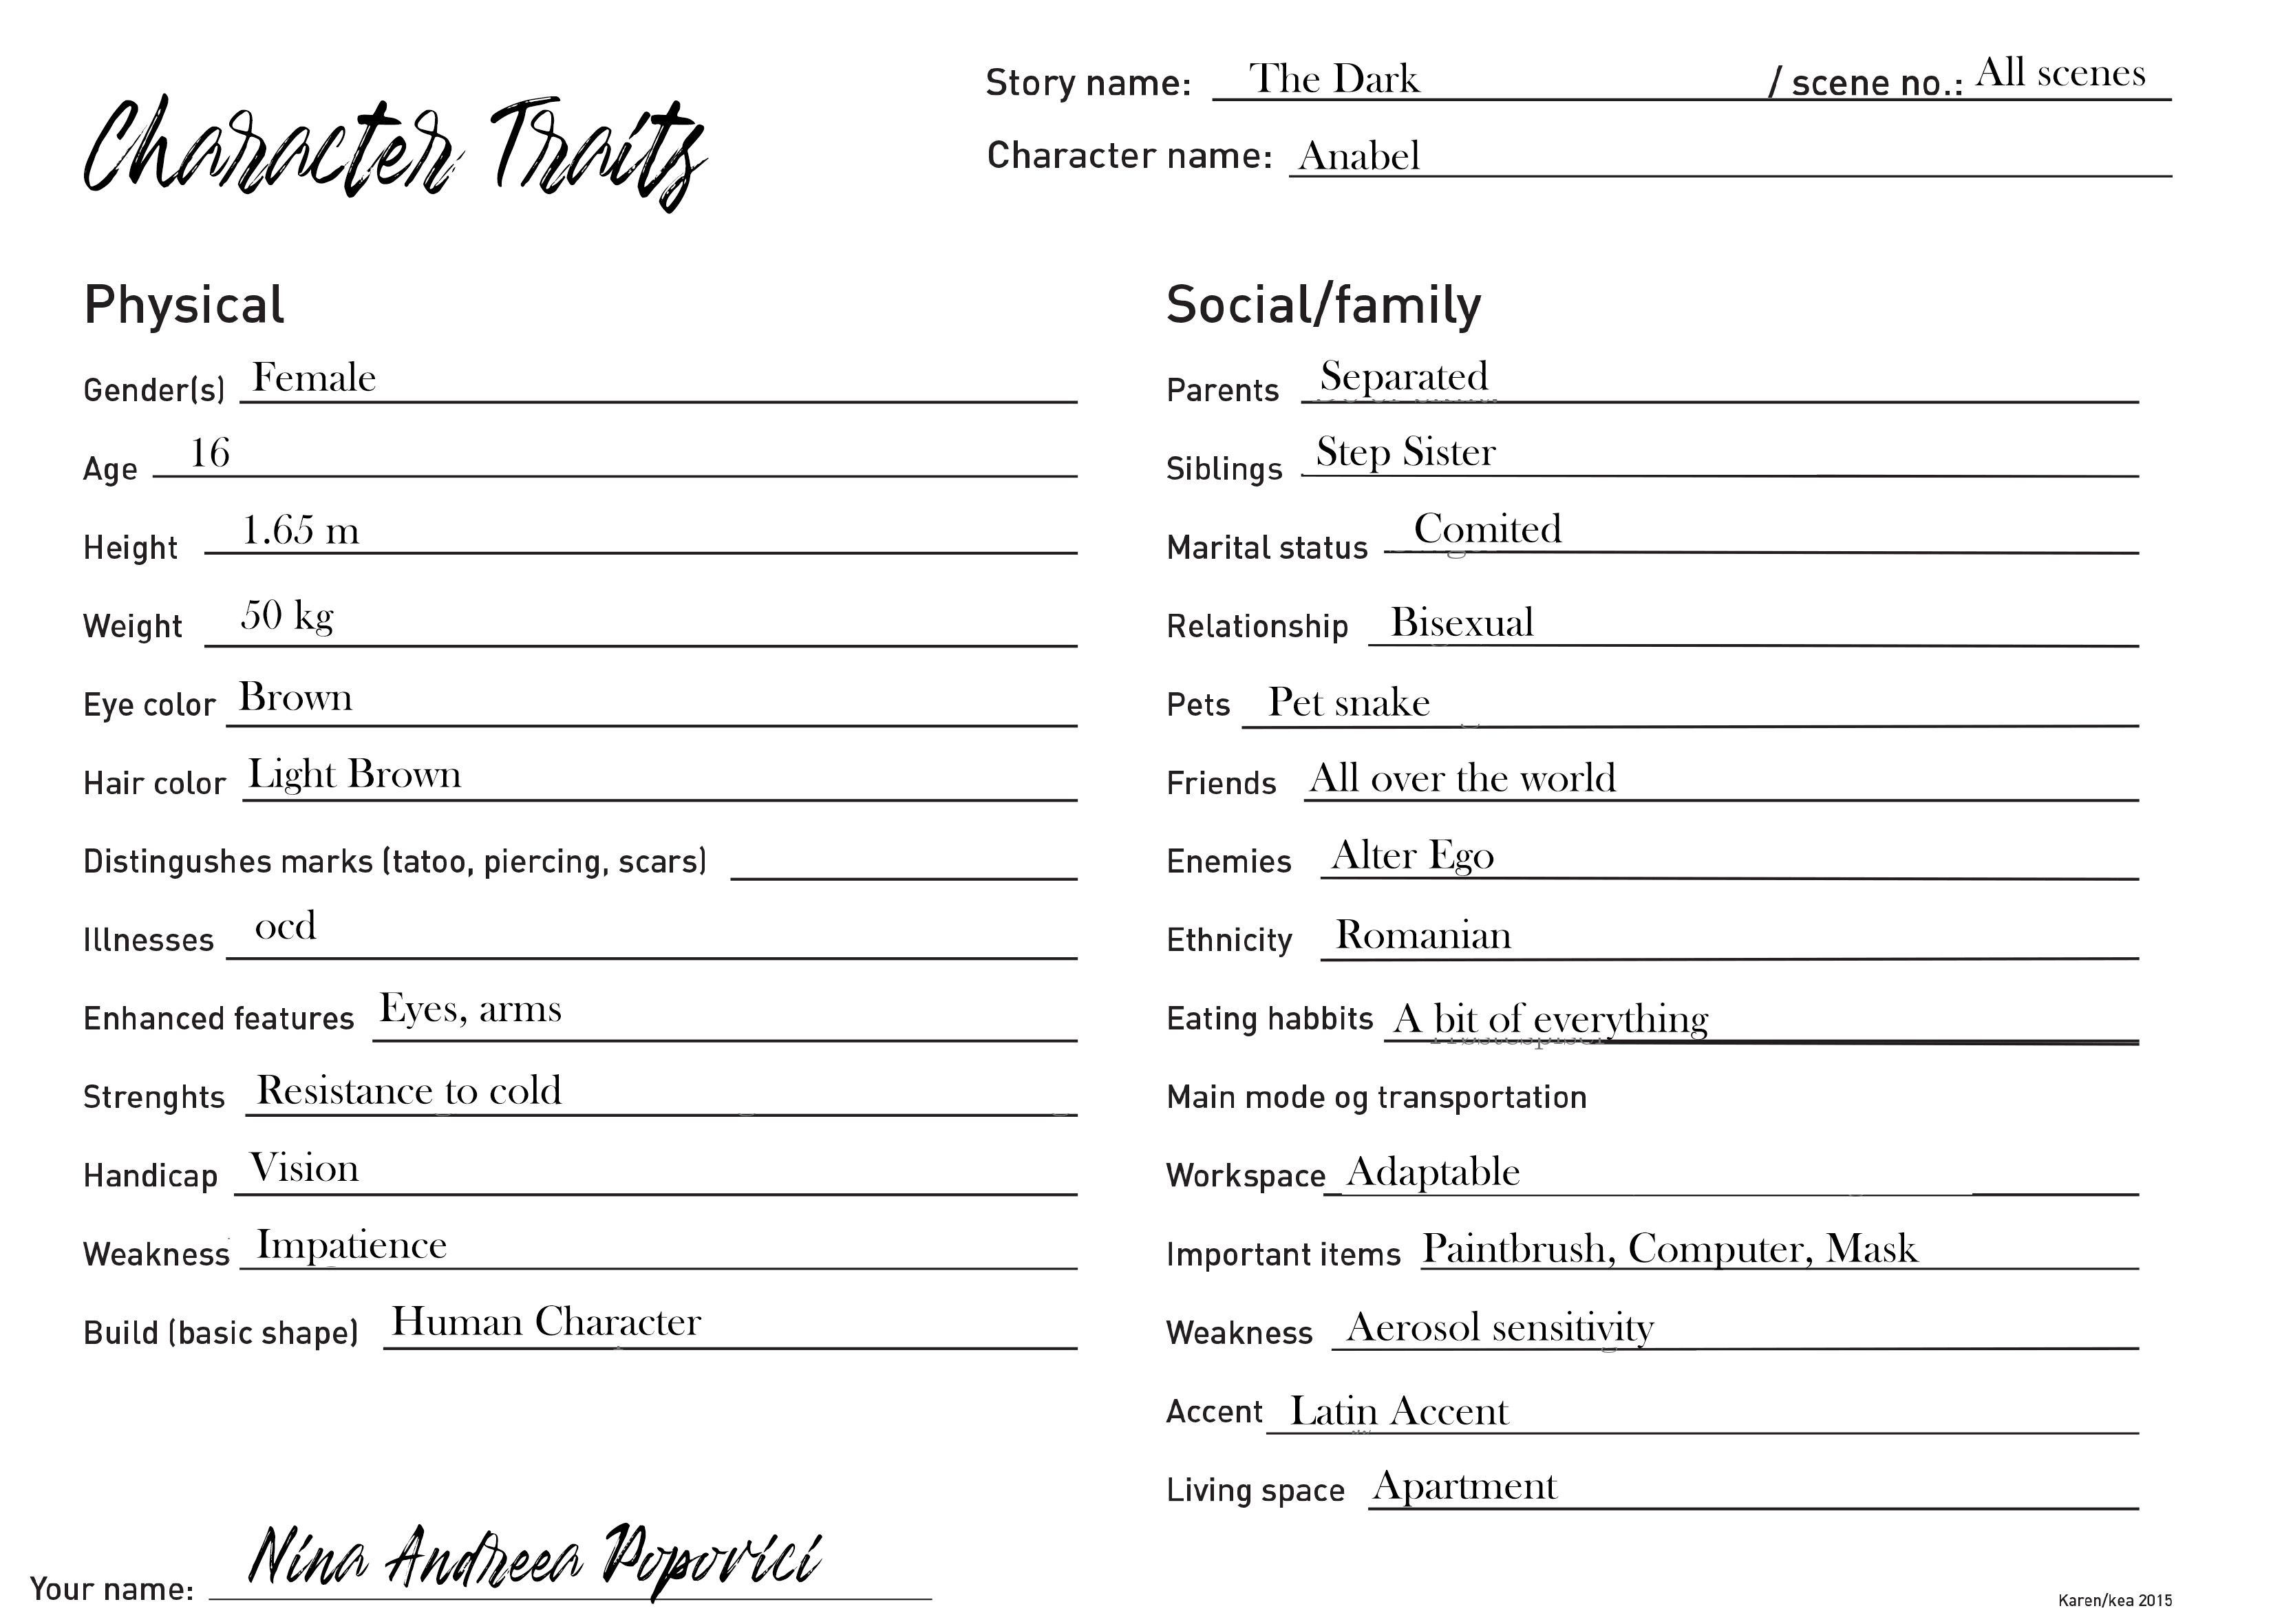 Character Traits
Story name: The Dark / scene no.: All scenes
Character name: Anabel
Physical
Gender(s) Female
Age 16
Height 1.65 m
Weight 50 kg
Eye color Brown
Hair color Light Brown
Distingushes marks (tatoo, piercing, scars)
Illnesses ocd
Enhanced features Eyes, arms
Strenghts Resistance to cold
Handicap Vision
Weakness Impatience
Build (basic shape) Human Character
Social/family
Parents Separated
Siblings Step Sister
Marital status Comited
Relationship Bisexual
Pets Pet snake
Friends All over the world
Enemies Alter Ego
Ethnicity Romanian
Eating habbits A bit of everything
Main mode og transportation
Workspace Adaptable
Important items Paintbrush, Computer, Mask
Weakness Aerosol sensitivity
Accent Latin Accent
Living space Apartment
Your name: Nina Andreea Popovici
Karen/kea 2015